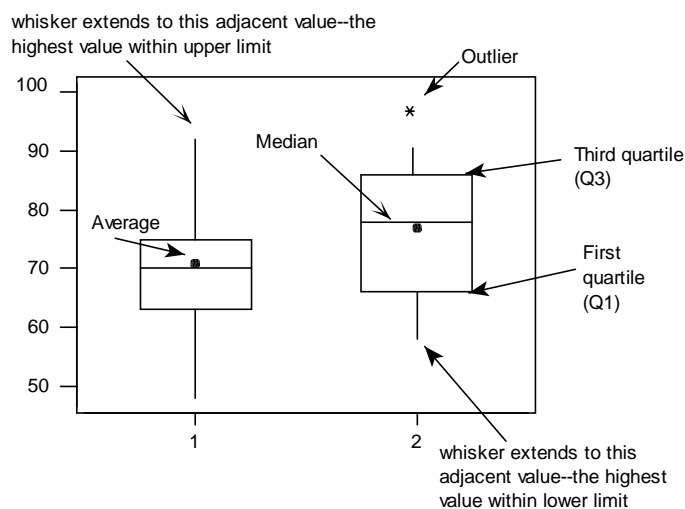 whisker extends to this adjacent value--the
highest value within upper limit
Outlier
100
Median
90
Third quartile
(Q3)
80
Average
70
First
quartile
(Q1)
60
50
1
2
whisker extends to this
adjacent value--the highest
value within lower limit